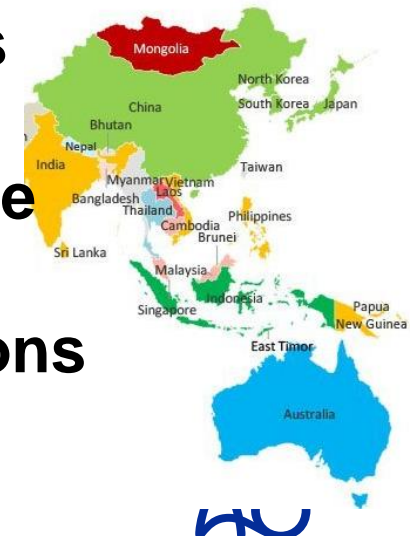 s
Mongolia
North Korea
China
South Korea
Japan
Bhutan
Nepal
India
Taiwan
e
Myanmar
Vietnam
Laos
Bangladesh
Thailand
Philippines
Cambodia
Brunei
Sri Lanka
Malaysia
Indonesia
Singapore
Papua
New Guinea
ons
East Timor
Australia